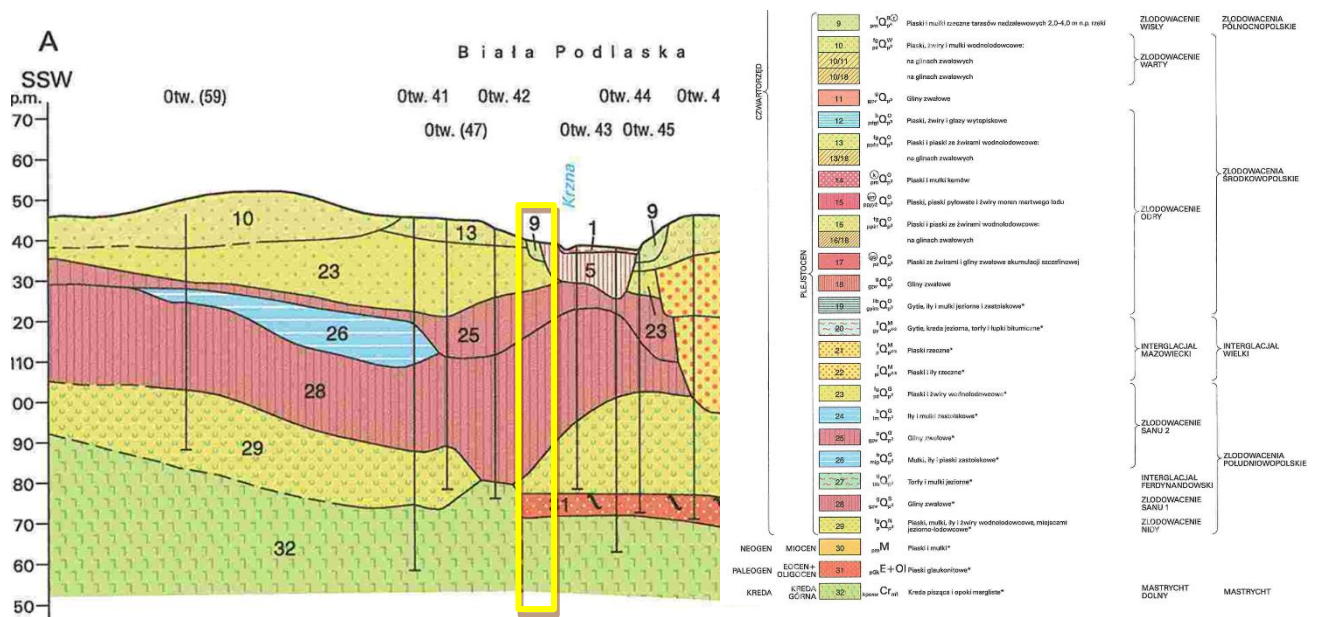 A
SSW
p.m.
Biała Podlaska
Otw. (59)
Otw. 41
Otw. 42
Otw. 44
Otw. 4
Otw. (47)
Otw. 43
Otw. 45
Krzna
70
60
50
40
30
20
10
00
90
80
70
60
50
10
13
9
1
9
5
23
26
25
23
28
29
31
32
CZWARTORZĘD
PLEJSTOCEN
9 Piaski i mułki rzeczne tarasów nadzalewowych 2,0-4,0 m n.p. rzeki
ZLODOWACENIE WISŁY
ZLODOWACENIA PÓŁNOCNOPOLSKIE
10 Piaski, żwiry i mułki wodnolodowcowe:
10/11 na glinach zwałowych
10/18 na glinach zwałowych
ZLODOWACENIE WARTY
11 Gliny zwałowe
12 Piaski, żwiry i głazy wytopiskowe
13 Piaski i piaski ze żwirami wodnolodowcowe:
13/18 na glinach zwałowych
14 Piaski i mułki kemów
15 Piaski, piaski pyłowate i żwiry moren martwego lodu
16 Piaski i piaski ze żwirami wodnolodowcowe:
16/18 na glinach zwałowych
17 Piaski ze żwirami i gliny zwałowe akumulacji szczelinowej
18 Gliny zwałowe
19 Gytie, iły i mułki jeziorne i zastoiskowe*
ZLODOWACENIE ODRY
ZLODOWACENIA ŚRODKOWOPOLSKIE
20 Gytie, kreda jeziorna, torfy i łupki bitumiczne*
21 Piaski rzeczne*
22 Piaski i iły rzeczne*
INTERGLACJAŁ MAZOWIECKI
INTERGLACJAŁ WIELKI
23 Piaski i żwiry wodnolodowcowe*
24 Iły i mułki zastoiskowe*
25 Gliny zwałowe*
26 Mułki, iły i piaski zastoiskowe*
ZLODOWACENIE SANU 2
ZLODOWACENIA POŁUDNIOWOPOLSKIE
27 Torfy i mułki jeziorne*
INTERGLACJAŁ FERDYNANDOWSKI
28 Gliny zwałowe*
ZLODOWACENIE SANU 1
29 Piaski, mułki, iły i żwiry wodnolodowcowe, miejscami jeziorno-lodowcowe*
ZLODOWACENIE NIDY
NEOGEN MIOCEN 30 M Piaski i mułki*
PALEOGEN EOCEN+ OLIGOCEN 31 E+Ol Piaski glaukonitowe*
KREDA KREDA GÓRNA 32 Cr Kreda pisząca i opoki margliste*
MASTRYCHT DOLNY
MASTRYCHT